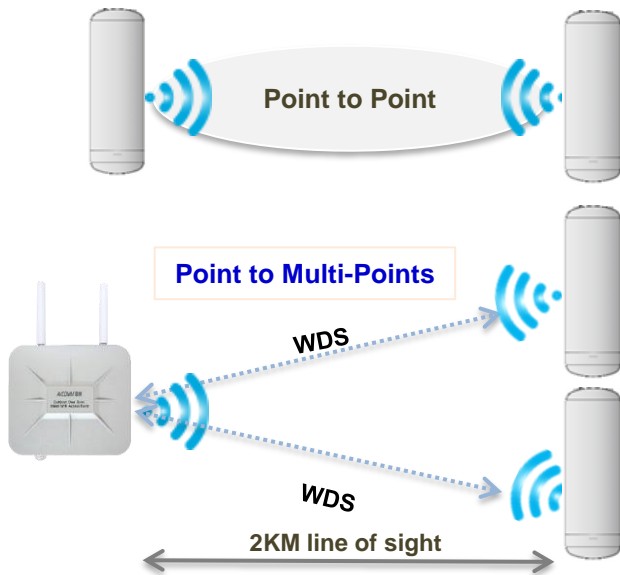 Point to Point
Point to Multi-Points
WDS
WDS
2KM line of sight